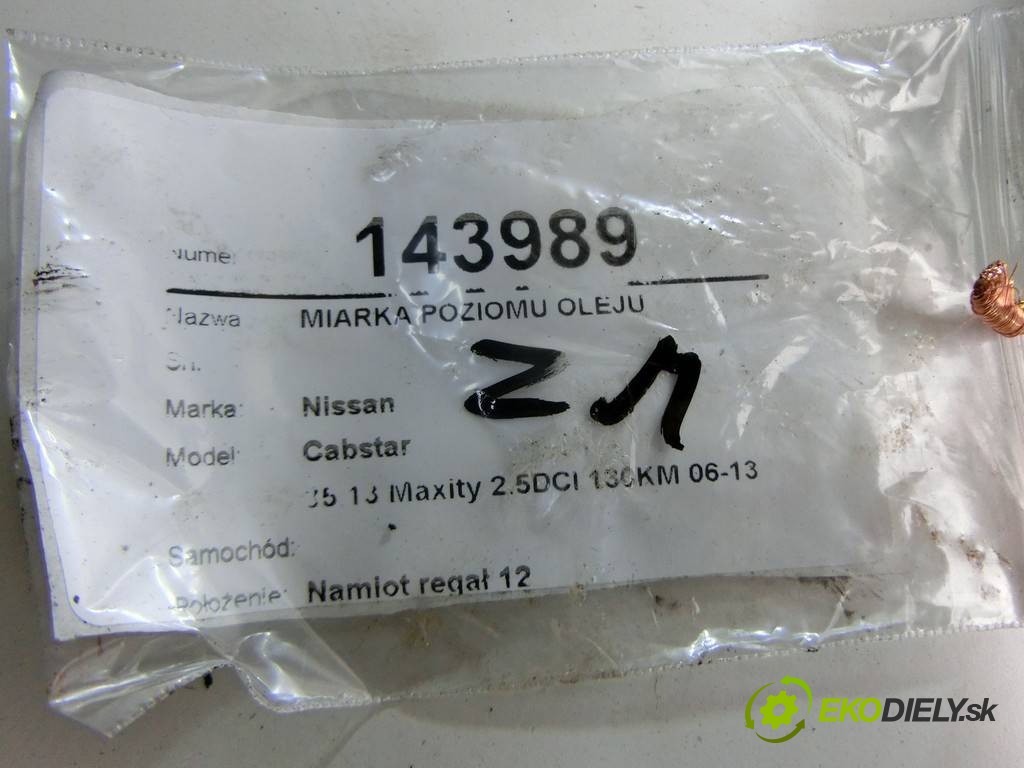 143989
Nazwa MIARKA POZIOMU OLEJU
Marka: Nissan
Model: Cabstar
35 13 Maxity 2.5DCI 130KM 06-13
Samochód:
Położenie: Namiot regał 12
EKODIELY.sk